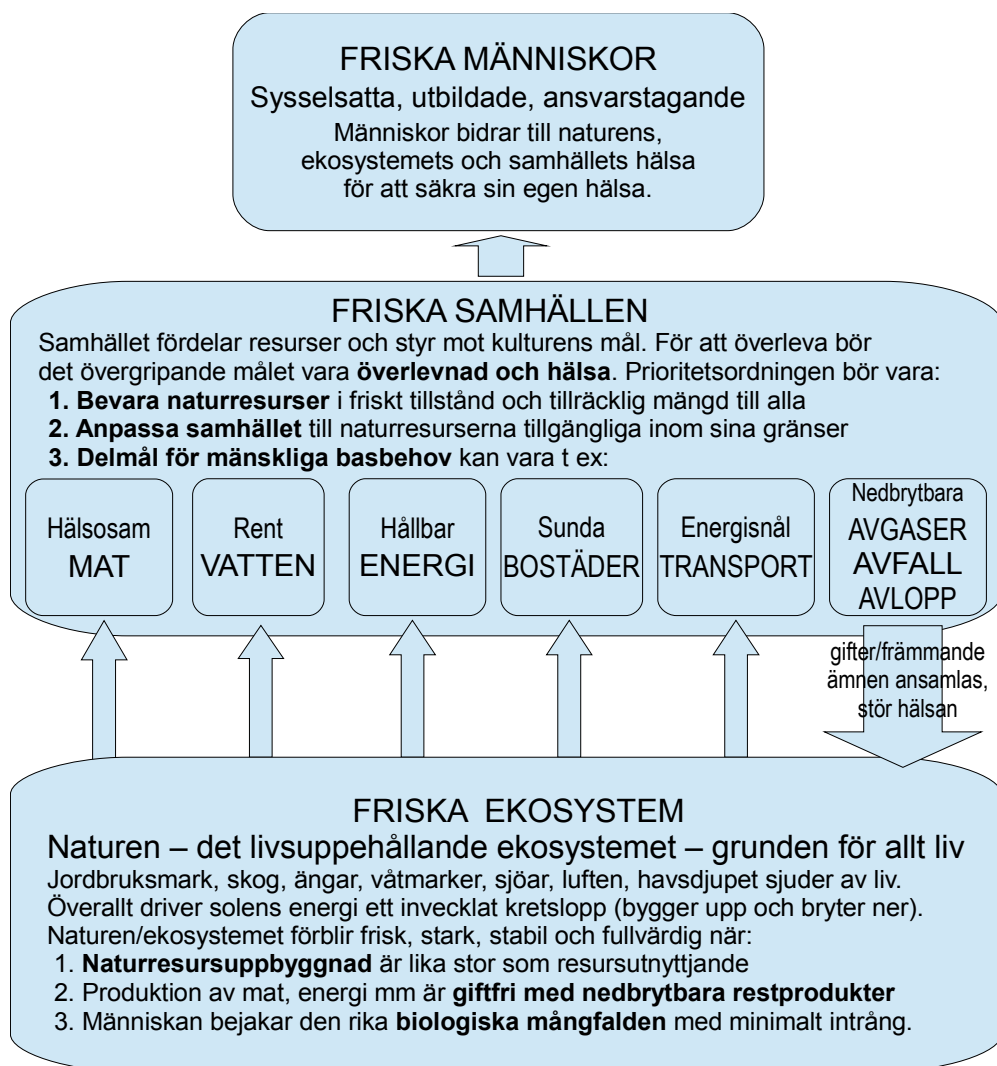 FRISKA MÄNNISKOR
Sysselsatta, utbildade, ansvarstagande
Människor bidrar till naturens,
ekosystemets och samhällets hälsa
för att säkra sin egen hälsa.
FRISKA SAMHÄLLEN
Samhället fördelar resurser och styr mot kulturens mål. För att överleva bör
det övergripande målet vara överlevnad och hälsa. Prioritetsordningen bör vara:
1. Bevara naturresurser i friskt tillstånd och tillräcklig mängd till alla
2. Anpassa samhället till naturresurserna tillgängliga inom sina gränser
3. Delmål för mänskliga basbehov kan vara t ex:
Hälsosam
MAT
Rent
VATTEN
Hållbar
ENERGI
Sunda
BOSTÄDER
Energisnål
TRANSPORT
Nedbrytbara
AVGASER
AVFALL
AVLOPP
gifter/främmande
ämnen ansamlas,
stör hälsan
FRISKA EKOSYSTEM
Naturen – det livsuppehållande ekosystemet – grunden för allt liv
Jordbruksmark, skog, ängar, våtmarker, sjöar, luften, havsdjupet sjuder av liv.
Överallt driver solens energi ett invecklat kretslopp (bygger upp och bryter ner).
Naturen/ekosystemet förblir frisk, stark, stabil och fullvärdig när:
1. Naturresursuppbyggnad är lika stor som resursutnyttjande
2. Produktion av mat, energi mm är giftfri med nedbrytbara restprodukter
3. Människan bejakar den rika biologiska mångfalden med minimalt intrång.